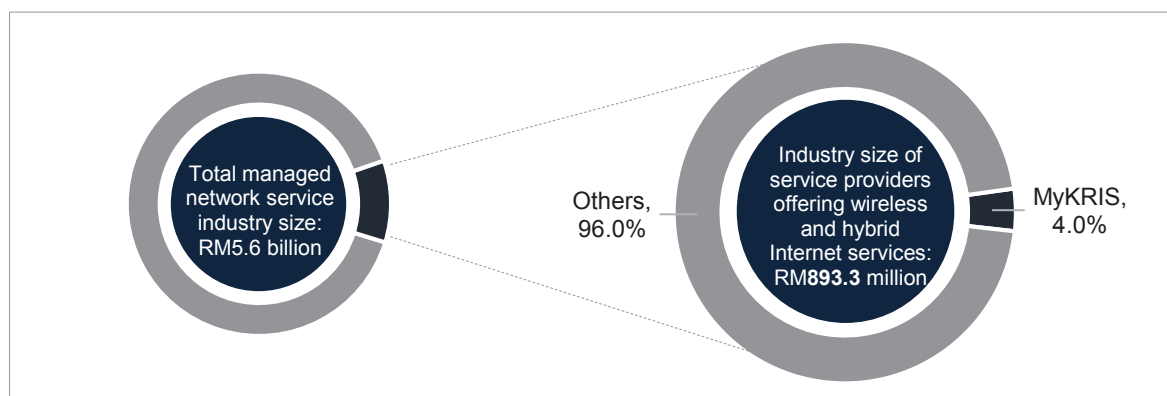 Total managed
network service
industry size:
RM5.6 billion
Others,
96.0%
Industry size of
service providers
offering wireless
and hybrid
Internet services:
RM893.3 million
MyKRIS,
4.0%